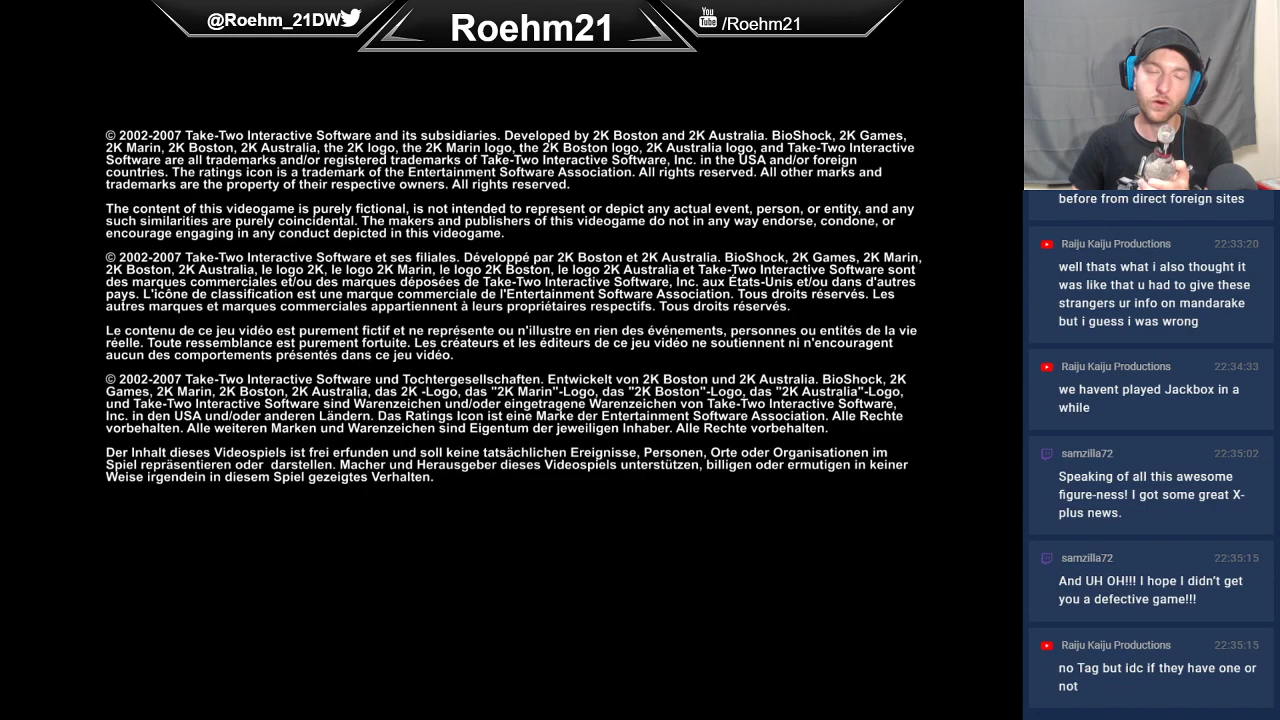 @Roehm_21DW
Roehm21
You
Tube
/Roehm21
© 2002-2007 Take-Two Interactive Software and its subsidiaries. Developed by 2K Boston and 2K Australia. BioShock, 2K Games,
2K Marin, 2K Boston, 2K Australia, the 2K logo, the 2K Marin logo, the 2K Boston logo, 2K Australia logo, and Take-Two Interactive
Software are all trademarks and/or registered trademarks of Take-Two Interactive Software, Inc. in the USA and/or foreign
countries. The ratings icon is a trademark of the Entertainment Software Association. All rights reserved. All other marks and
trademarks are the property of their respective owners. All rights reserved.
The content of this videogame is purely fictional, is not intended to represent or depict any actual event, person, or entity, and any
such similarities are purely coincidental. The makers and publishers of this videogame do not in any way endorse, condone, or
encourage engaging in any conduct depicted in this videogame.
© 2002-2007 Take-Two Interactive Software et ses filiales. Développé par 2K Boston et 2K Australia. BioShock, 2K Games, 2K Marin,
2K Boston, 2K Australia, le logo 2K, le logo 2K Marin, le logo 2K Boston, le logo 2K Australia et Take-Two Interactive Software sont
des marques commerciales et/ou des marques déposées de Take-Two Interactive Software, Inc. aux États-Unis et/ou dans d'autres
pays. L'icône de classification est une marque commerciale de l'Entertainment Software Association. Tous droits réservés. Les
autres marques et marques commerciales appartiennent à leurs propriétaires respectifs. Tous droits réservés.
Le contenu de ce jeu vidéo est purement fictif et ne représente ou n'illustre en rien des événements, personnes ou entités de la vie
réelle. Toute ressemblance est purement fortuite. Les créateurs et les éditeurs de ce jeu vidéo ne soutiennent ni n'encouragent
aucun des comportements présentés dans ce jeu vidéo.
© 2002-2007 Take-Two Interactive Software und Tochtergesellschaften. Entwickelt von 2K Boston und 2K Australia. BioShock, 2K
Games, 2K Marin, 2K Boston, 2K Australia, das 2K -Logo, das "2K Marin"-Logo, das "2K Boston"-Logo, das "2K Australia"-Logo,
und Take-Two Interactive Software sind Warenzeichen und/oder eingetragene Warenzeichen von Take-Two Interactive Software,
Inc. in den USA und/oder anderen Ländern. Das Ratings Icon ist eine Marke der Entertainment Software Association. Alle Rechte
vorbehalten. Alle weiteren Marken und Warenzeichen sind Eigentum der jeweiligen Inhaber. Alle Rechte vorbehalten.
Der Inhalt dieses Videospiels ist frei erfunden und soll keine tatsächlichen Ereignisse, Personen, Orte oder Organisationen im
Spiel repräsentieren oder darstellen. Macher und Herausgeber dieses Videospiels unterstützen, billigen oder ermutigen in keiner
Weise irgendein in diesem Spiel gezeigtes Verhalten.
before from direct foreign sites
Raiju Kaiju Productions 22:33:20
well thats what i also thought it
was like that u had to give these
strangers ur info on mandarake
but i guess i was wrong
Raiju Kaiju Productions 22:34:33
we havent played Jackbox in a
while
samzilla72 22:35:02
Speaking of all this awesome
figure-ness! I got some great X-
plus news.
samzilla72 22:35:15
And UH OH!!! I hope I didn't get
you a defective game!!!
Raiju Kaiju Productions 22:35:15
no Tag but idc if they have one or
not